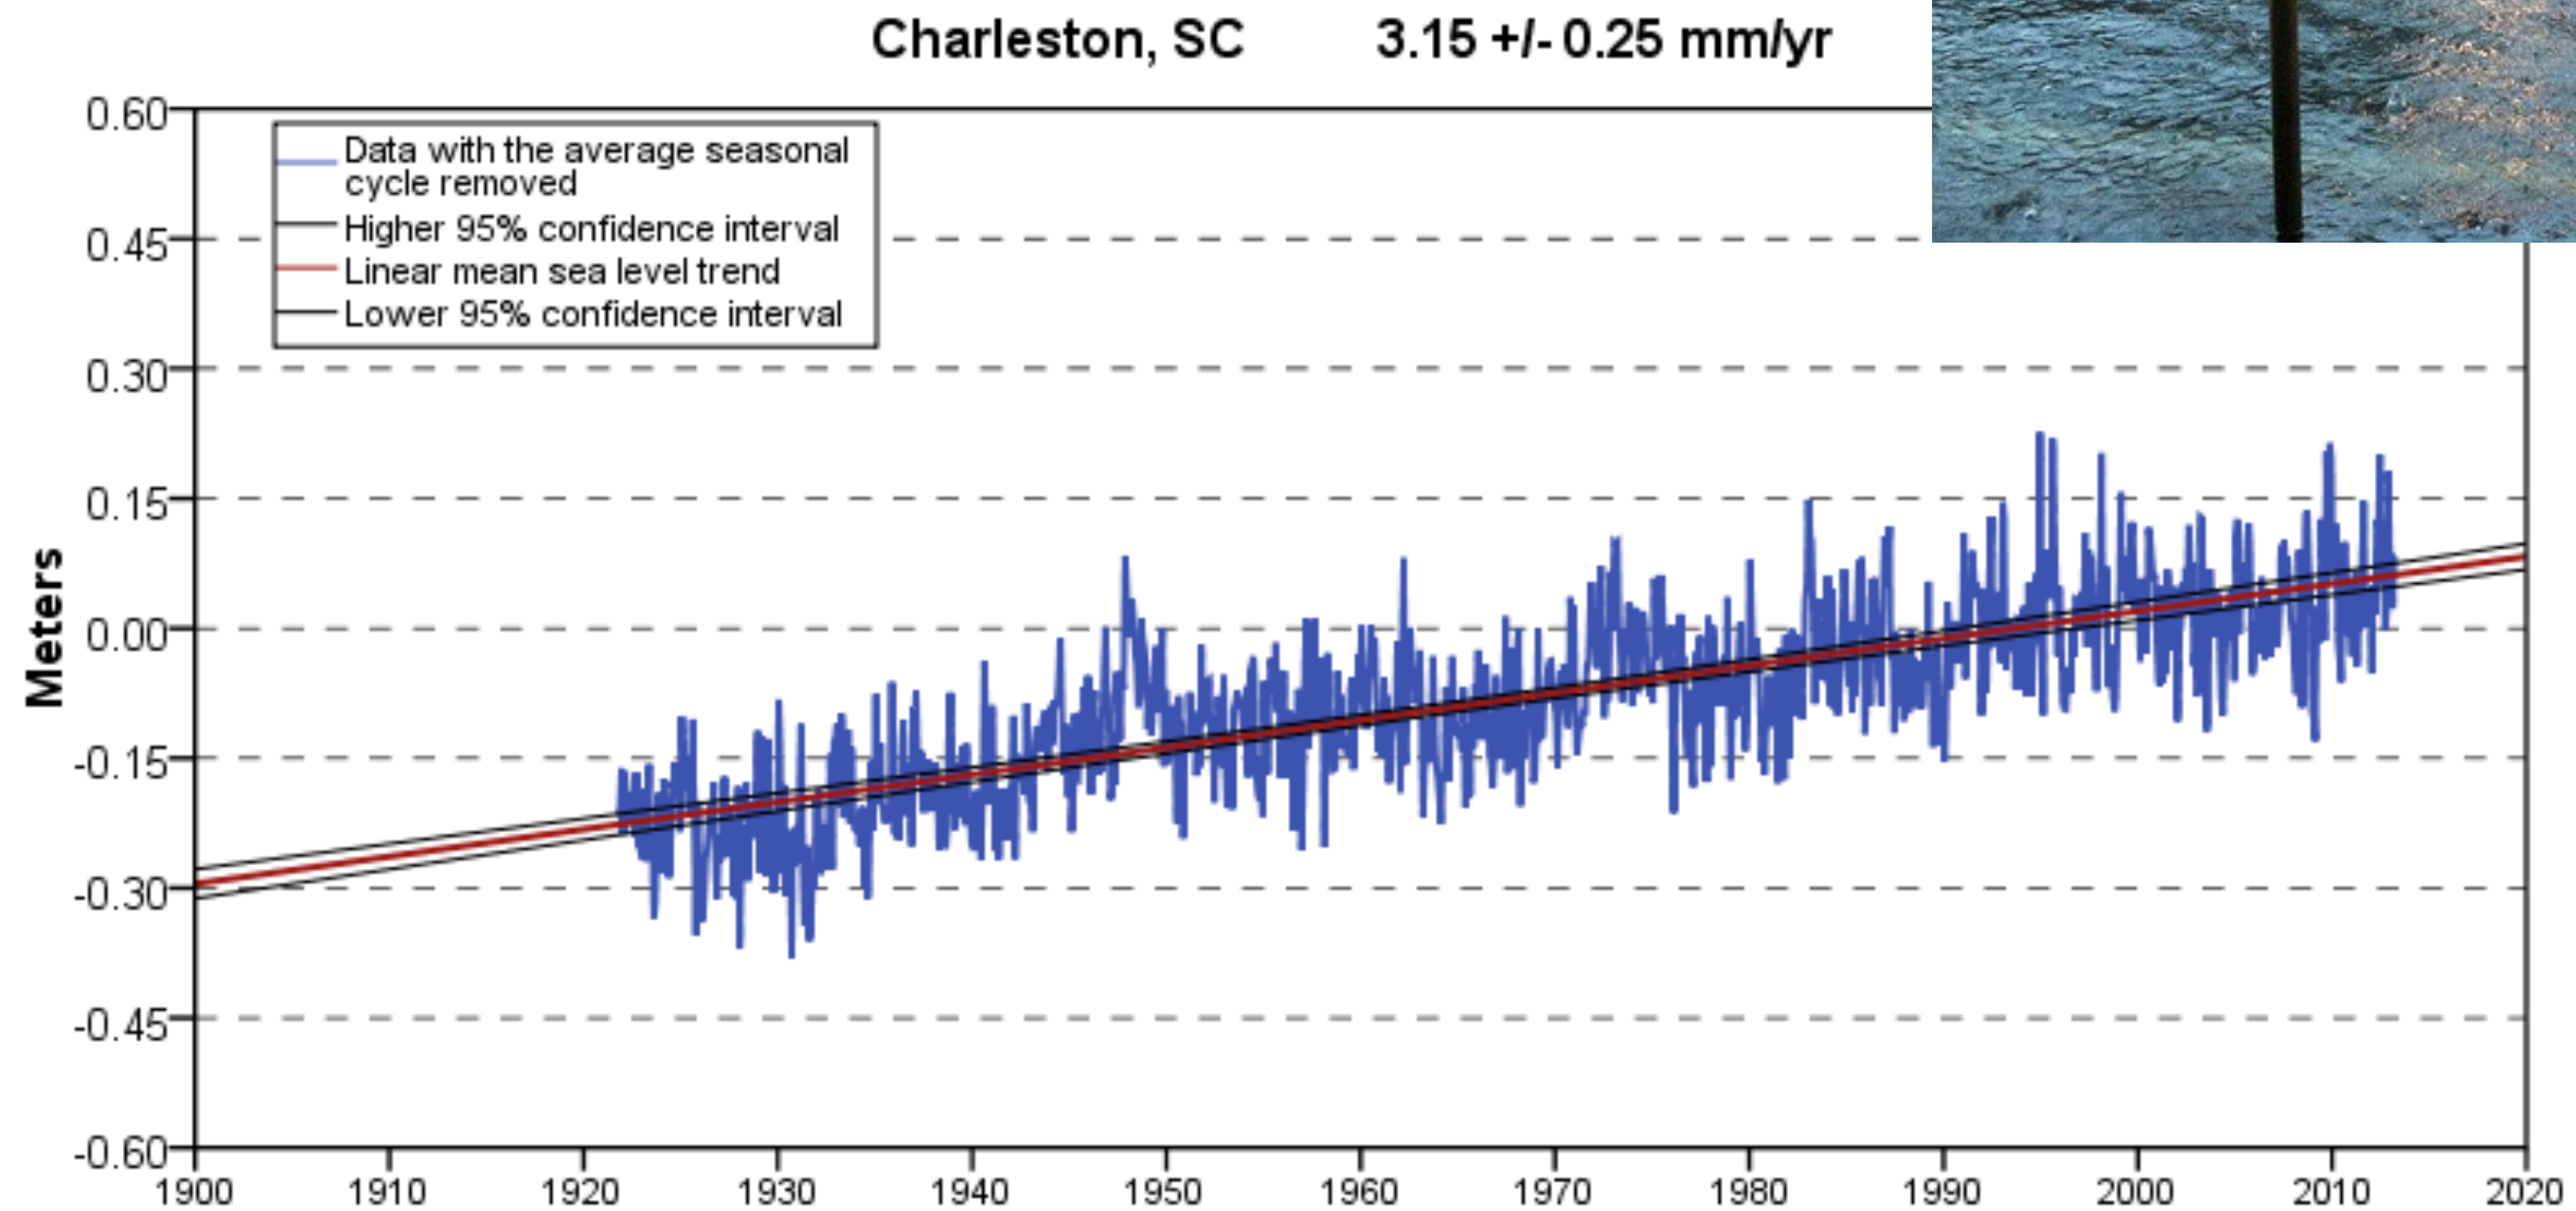 Charleston, SC 3.15 +/- 0.25 mm/yr
0.60
Data with the average seasonal
cycle removed
Higher 95% confidence interval
Linear mean sea level trend
Lower 95% confidence interval
0.45
0.30
0.15
0.00
-0.15
-0.30
-0.45
-0.60
Meters
1900 1910 1920 1930 1940 1950 1960 1970 1980 1990 2000 2010 2020